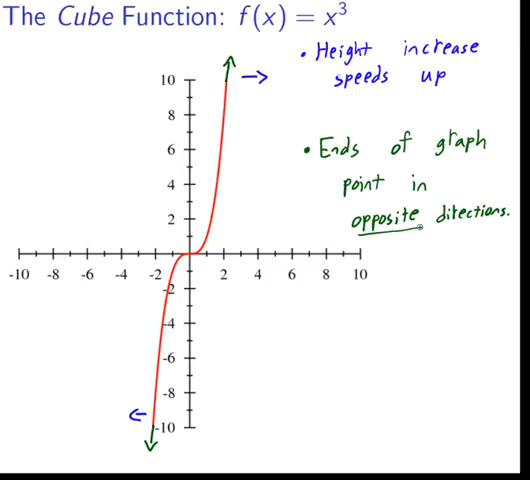 The Cube Function: f(x) = x³
• Height increase
speeds up
• Ends of graph
point in
opposite directions.
10
8
6
4
2
-10 -8 -6 -4 -2 2 4 6 8 10
-2
-4
-6
-8
-10